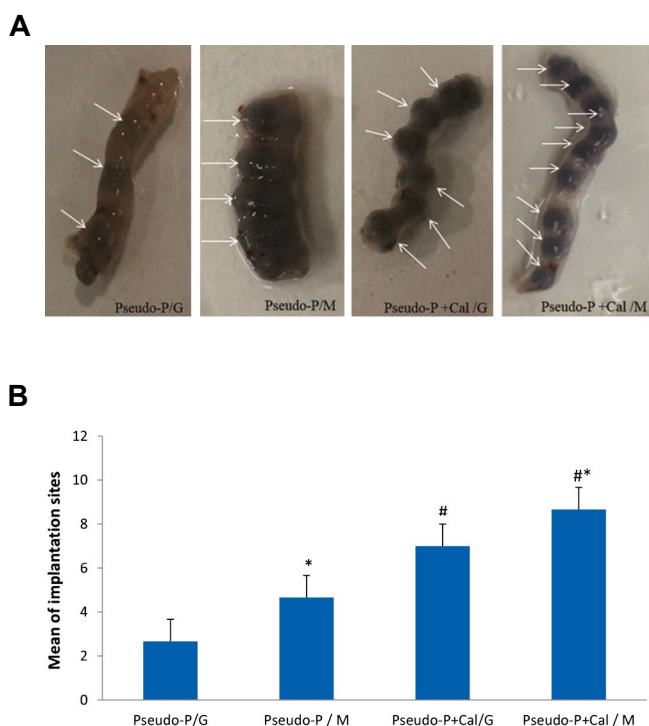 A
Pseudo-P/G
Pseudo-P/M
Pseudo-P +Cal /G
Pseudo-P +Cal /M
B
Mean of implantation sites
12
10
8
6
4
2
0
*
#
#*
Pseudo-P/G
Pseudo-P / M
Pseudo-P+Cal/G
Pseudo-P+Cal / M